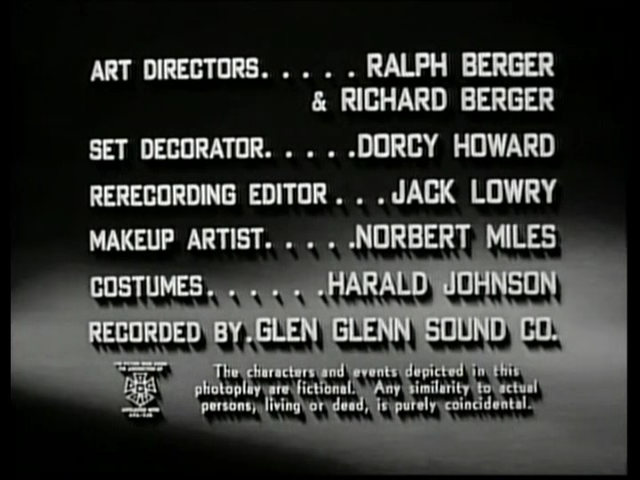 ART DIRECTORS. . . . . RALPH BERGER
& RICHARD BERGER
SET DECORATOR. . . . .DORCY HOWARD
RERECORDING EDITOR . . . JACK LOWRY
MAKEUP ARTIST. . . . .NORBERT MILES
COSTUMES. . . . . .HARALD JOHNSON
RECORDED BY.GLEN GLENN SOUND CO.
The characters and events depicted in this
photoplay are fictional. Any similarity to actual
persons, living or dead, is purely coincidental.